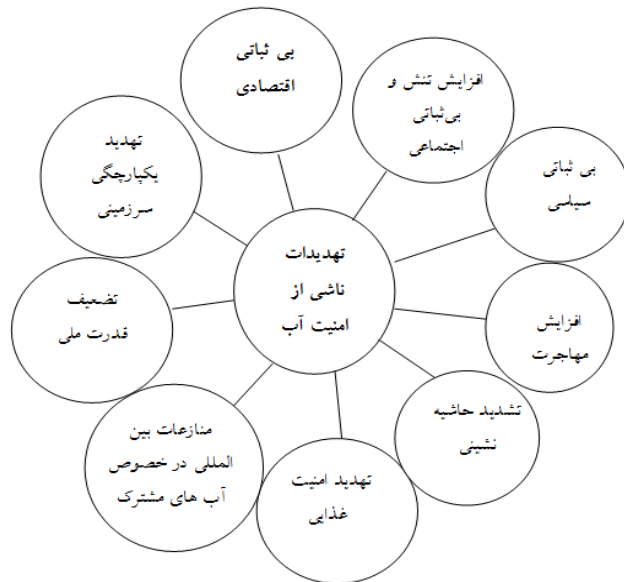 بی ثباتی
اقتصادی
افزایش تنش و
بی‌ثباتی
اجتماعی
بی ثباتی
سیاسی
افزایش
مهاجرت
تشدید حاشیه
نشینی
تهدید امنیت
غذایی
منازعات بین
المللی در خصوص
آب های مشترک
تضعیف
قدرت ملی
تهدید
یکپارچگی
سرزمینی
تهدیدات
ناشی از
امنیت آب